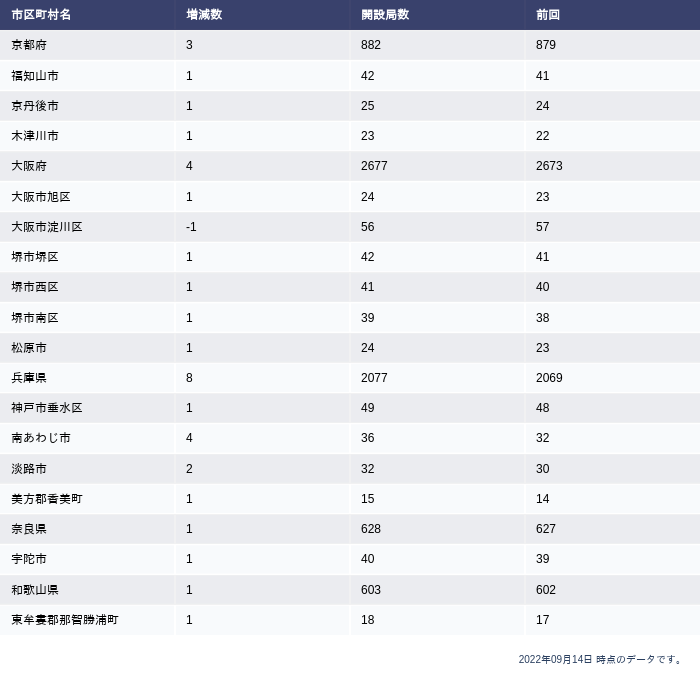 市区町村名 増減数 開設局数 前回
京都府 3 882 879
福知山市 1 42 41
京丹後市 1 25 24
木津川市 1 23 22
大阪府 4 2677 2673
大阪市旭区 1 24 23
大阪市淀川区 -1 56 57
堺市堺区 1 42 41
堺市西区 1 41 40
堺市南区 1 39 38
松原市 1 24 23
兵庫県 8 2077 2069
神戸市垂水区 1 49 48
南あわじ市 4 36 32
淡路市 2 32 30
美方郡香美町 1 15 14
奈良県 1 628 627
宇陀市 1 40 39
和歌山県 1 603 602
東牟婁郡那智勝浦町 1 18 17
2022年09月14日 時点のデータです。